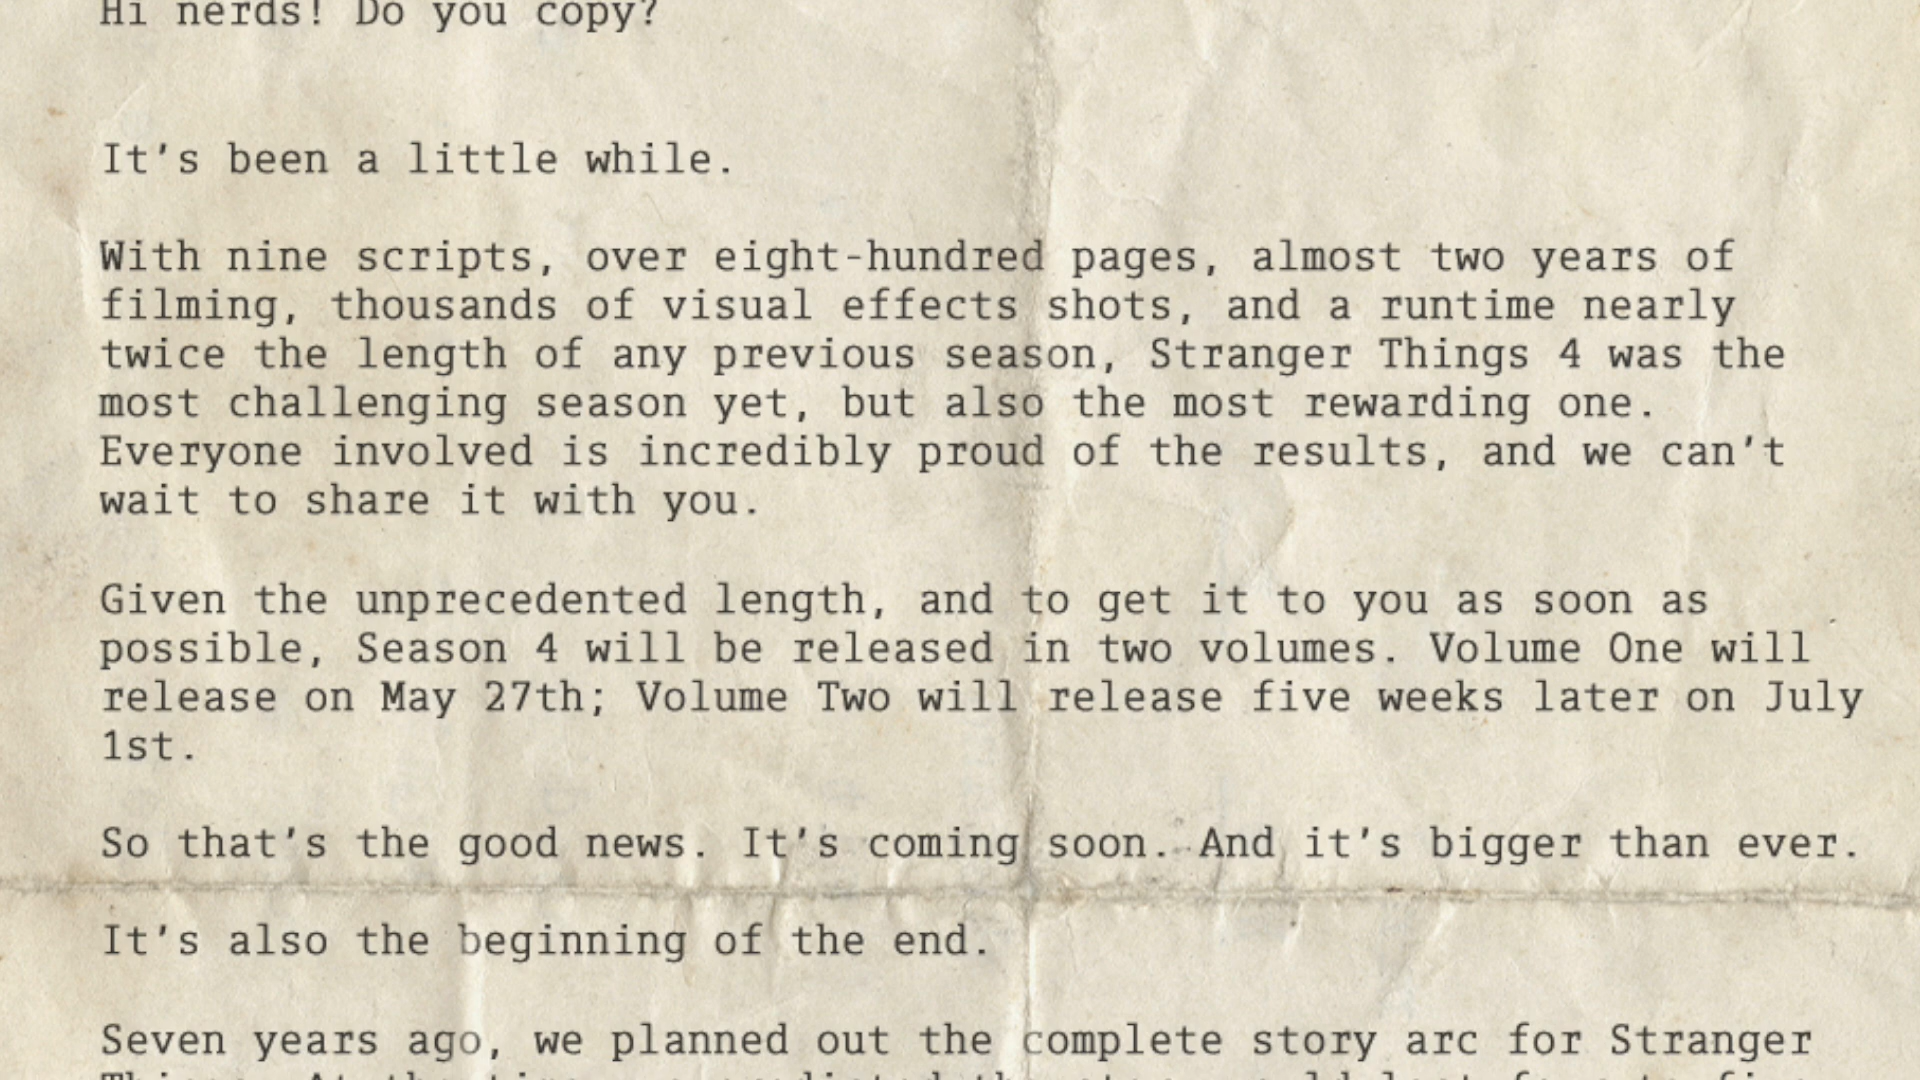 Hi nerds! Do you copy?
It's been a little while.
With nine scripts, over eight-hundred pages, almost two years of
filming, thousands of visual effects shots, and a runtime nearly
twice the length of any previous season, Stranger Things 4 was the
most challenging season yet, but also the most rewarding one.
Everyone involved is incredibly proud of the results, and we can't
wait to share it with you.
Given the unprecedented length, and to get it to you as soon as
possible, Season 4 will be released in two volumes. Volume One will
release on May 27th; Volume Two will release five weeks later on July
1st.
So that's the good news. It's coming soon. And it's bigger than ever.
It's also the beginning of the end.
Seven years ago, we planned out the complete story arc for Stranger